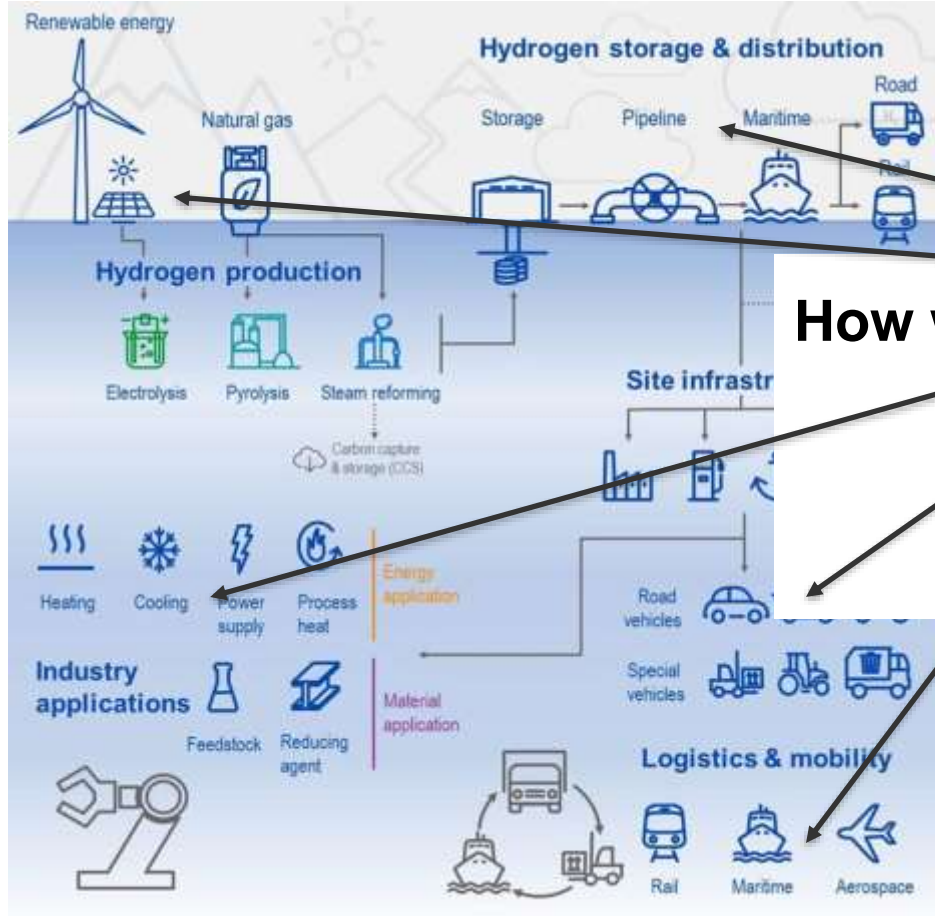 Renewable energy
Hydrogen storage & distribution
Road
Natural gas
Storage
Pipeline
Maritime
Rail
Hydrogen production
How
Electrolysis
Pyrolysis
Steam reforming
Site infrastr
Carbon capture
& storage (CCS)
Heating
Cooling
Power
supply
Process
heat
Energy
application
Road
vehicles
Industry
applications
Material
application
Special
vehicles
Feedstock
Reducing
agent
Logistics & mobility
Rail
Maritime
Aerospace